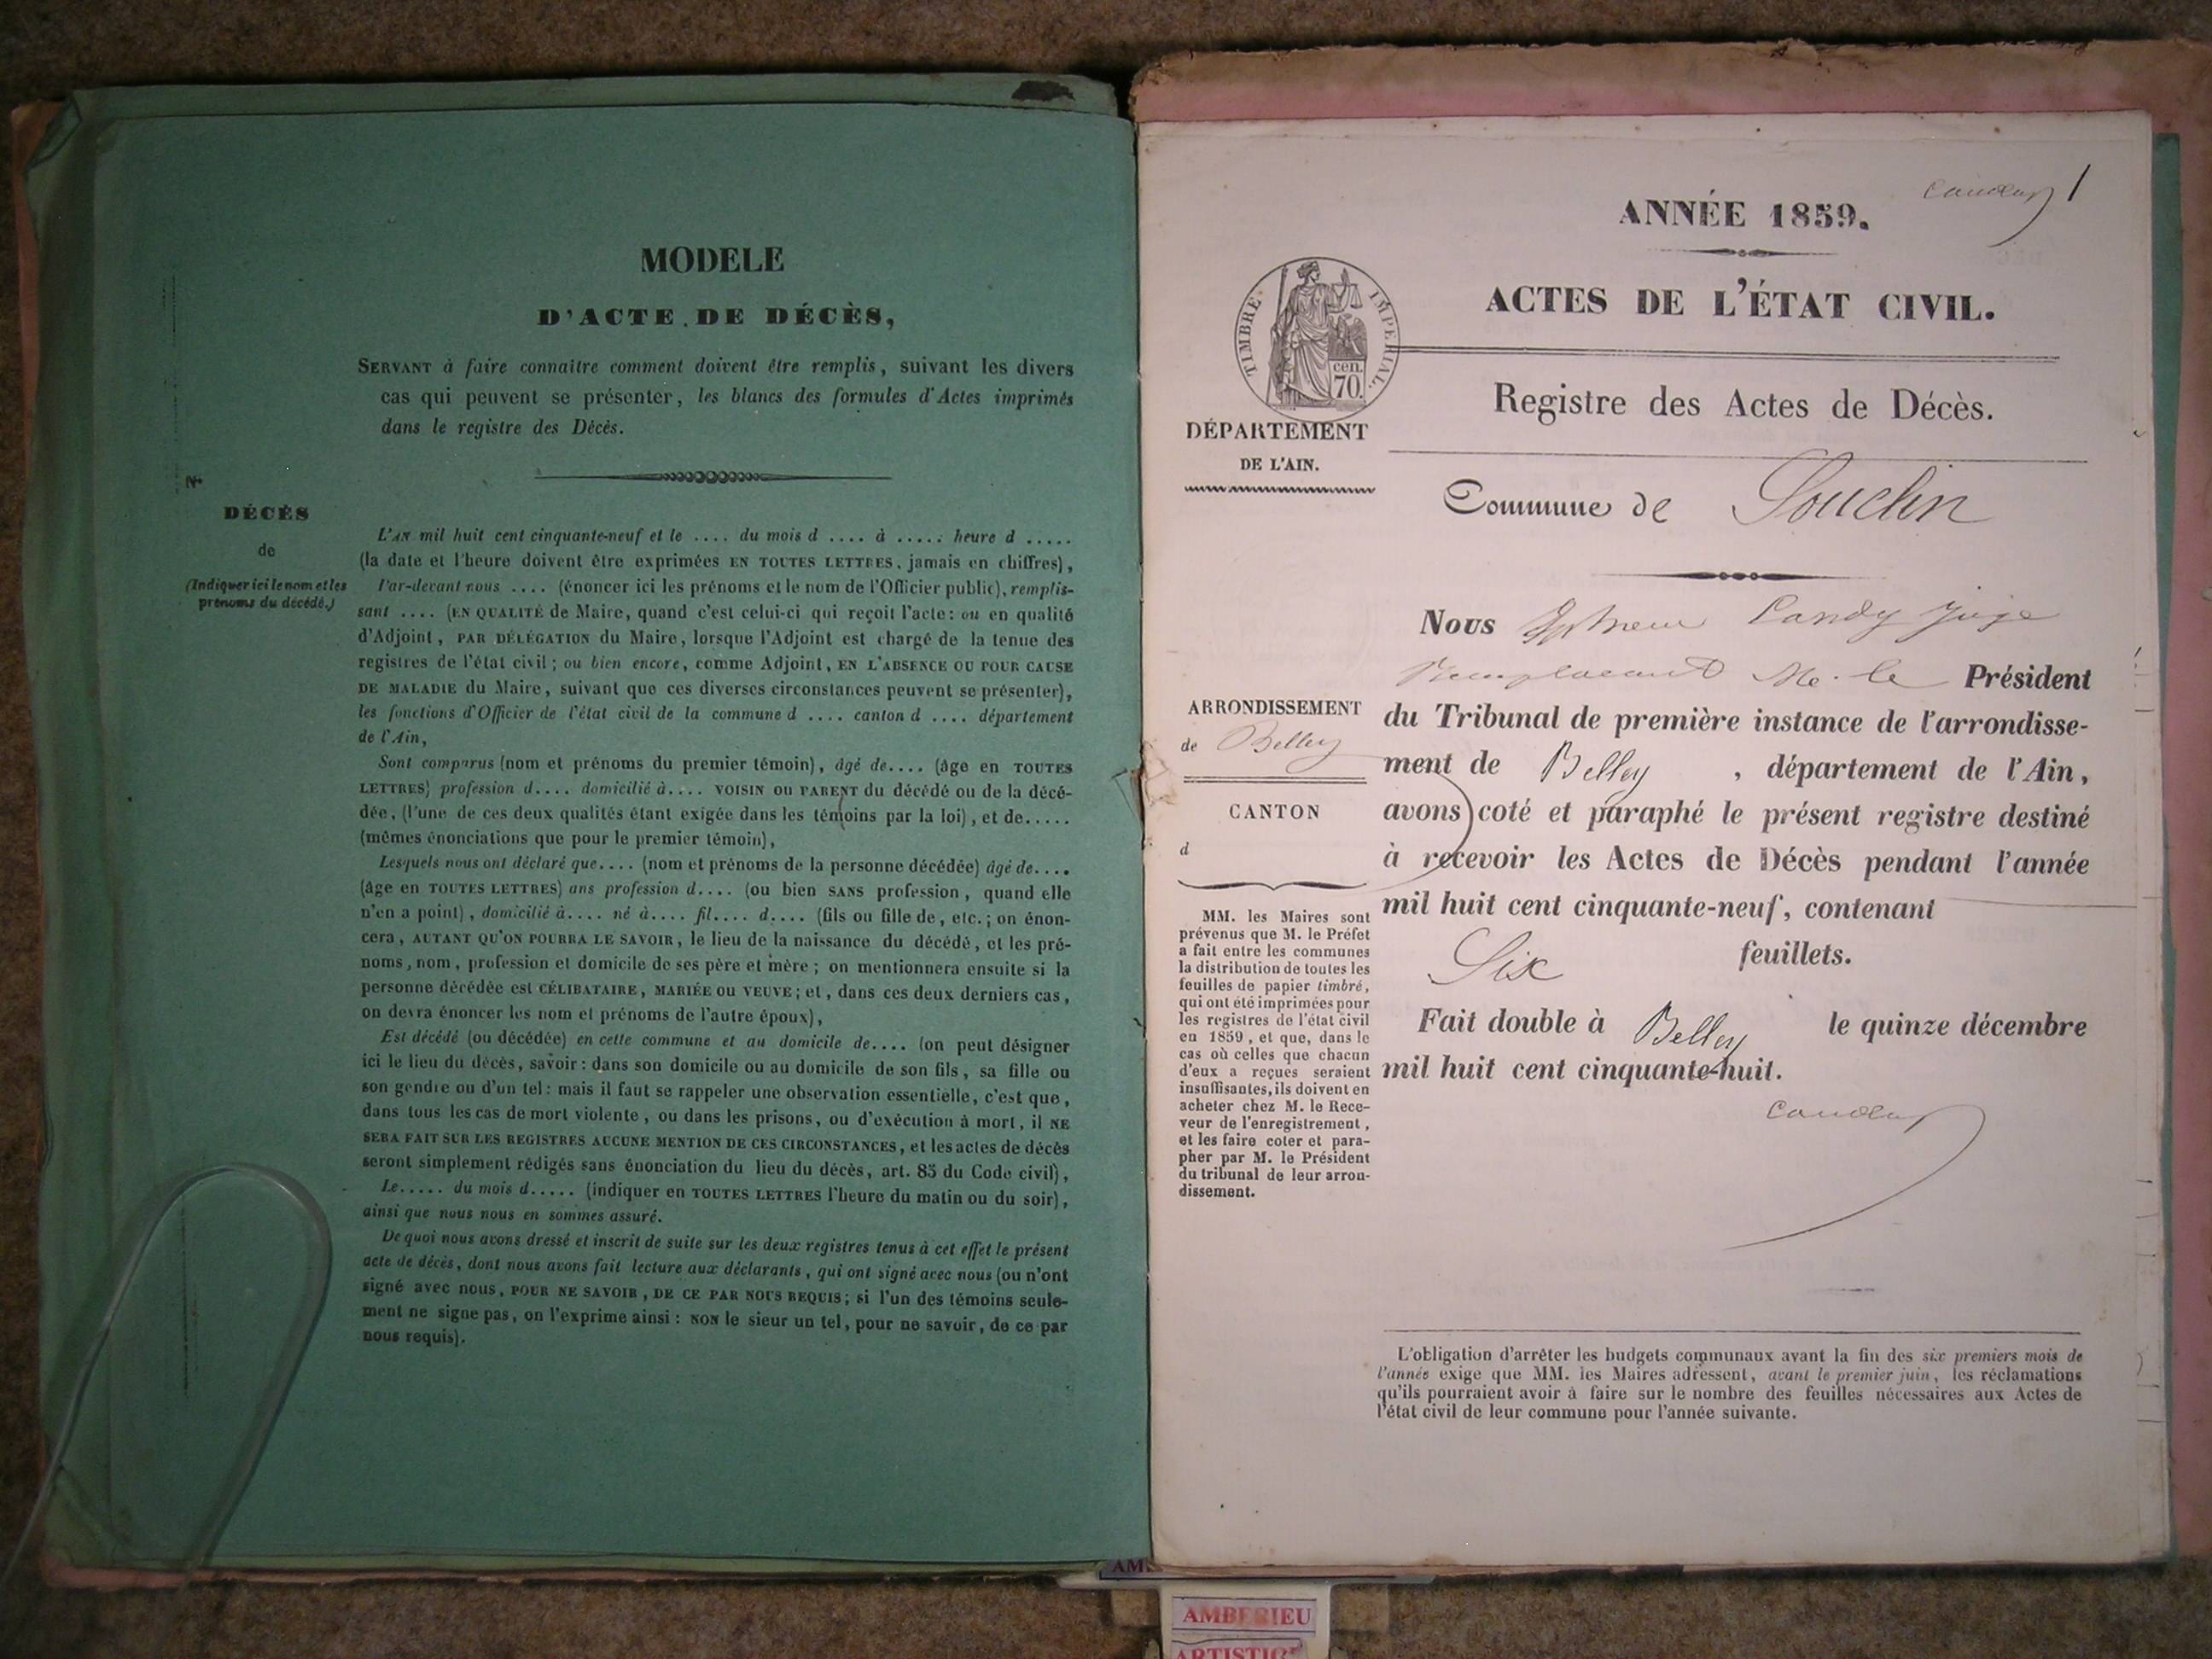 MODELE
D'ACTE DE DÉCÈS,
SERVANT à faire connaître comment doivent être remplis, suivant les divers
cas qui peuvent se présenter, les blancs des formules d'Actes imprimés
dans le registre des Décès.
N°
DÉCÈS
de
(Indiquer ici le nom et les
prénoms du décédé.)
L'AN mil huit cent cinquante-neuf et le .... du mois d .... à ..... heure d .....
(la date et l'heure doivent être exprimées EN TOUTES LETTRES, jamais en chiffres),
Par-devant nous .... (énoncer ici les prénoms et le nom de l'Officier public), remplis-
sant .... (EN QUALITÉ de Maire, quand c'est celui-ci qui reçoit l'acte: ou en qualité
d'Adjoint, PAR DÉLÉGATION du Maire, lorsque l'Adjoint est chargé de la tenue des
registres de l'état civil; ou bien encore, comme Adjoint, EN L'ABSENCE OU POUR CAUSE
DE MALADIE du Maire, suivant que ces diverses circonstances peuvent se présenter),
les fonctions d'Officier de l'état civil de la commune d .... canton d .... département
de l'Ain,
Sont comparus (nom et prénoms du premier témoin), âgé de.... (âge en TOUTES
LETTRES) profession d.... domicilié à.... VOISIN OU PARENT du décédé ou de la décé-
dée, (l'une de ces deux qualités étant exigée dans les témoins par la loi), et de.....
(mêmes énonciations que pour le premier témoin),
Lesquels nous ont déclaré que.... (nom et prénoms de la personne décédée) âgé de....
(âge en TOUTES LETTRES) ans profession d.... (ou bien SANS profession, quand elle
n'en a point), domicilié à.... né à.... fil.... d.... (fils ou fille de, etc.; on énon-
cera, AUTANT QU'ON POURRA LE SAVOIR, le lieu de la naissance du décédé, et les pré-
noms, nom, profession et domicile de ses père et mère; on mentionnera ensuite si la
personne décédée est CÉLIBATAIRE, MARIÉE OU VEUVE; et, dans ces deux derniers cas,
on devra énoncer les nom et prénoms de l'autre époux),
Est décédé (ou décédée) en cette commune et au domicile de.... (on peut désigner
ici le lieu du décès, savoir: dans son domicile ou au domicile de son fils, sa fille ou
son gendre ou d'un tel: mais il faut se rappeler une observation essentielle, c'est que,
dans tous les cas de mort violente, ou dans les prisons, ou d'exécution à mort, il NE
SERA FAIT SUR LES REGISTRES AUCUNE MENTION DE CES CIRCONSTANCES, et les actes de décès
seront simplement rédigés sans énonciation du lieu du décès, art. 85 du Code civil),
Le..... du mois d..... (indiquer en TOUTES LETTRES l'heure du matin ou du soir),
ainsi que nous nous en sommes assuré.
De quoi nous avons dressé et inscrit de suite sur les deux registres tenus à cet effet le présent
acte de décès, dont nous avons fait lecture aux déclarants, qui ont signé avec nous (ou n'ont
signé avec nous, POUR NE SAVOIR, DE CE PAR NOUS REQUIS; si l'un des témoins seule-
ment ne signe pas, on l'exprime ainsi: NON le sieur un tel, pour ne savoir, de ce par
nous requis).
1
ANNÉE 1859.
ACTES DE L'ÉTAT CIVIL.
TIMBRE IMPERIAL.
cen.
70.
DÉPARTEMENT
DE L'AIN.
Registre des Actes de Décès.
Commune de Souclin
ARRONDISSEMENT
de Belley
CANTON
d
MM. les Maires sont
prévenus que M. le Préfet
a fait entre les communes
la distribution de toutes les
feuilles de papier timbré,
qui ont été imprimées pour
les registres de l'état civil
en 1859, et que, dans le
cas où celles que chacun
d'eux a reçues seraient
insuffisantes, ils doivent en
acheter chez M. le Rece-
veur de l'enregistrement,
et les faire coter et para-
pher par M. le Président
du tribunal de leur arron-
dissement.
Nous Candy juge
Remplacant Mr. le Président
du Tribunal de première instance de l'arrondisse-
ment de Belley, département de l'Ain,
avons coté et paraphé le présent registre destiné
à recevoir les Actes de Décès pendant l'année
mil huit cent cinquante-neuf, contenant
Six feuillets.
Fait double à Belley le quinze décembre
mil huit cent cinquante-huit.
L'obligation d'arrêter les budgets communaux avant la fin des six premiers mois de
l'année exige que MM. les Maires adressent, avant le premier juin, les réclamations
qu'ils pourraient avoir à faire sur le nombre des feuilles nécessaires aux Actes de
l'état civil de leur commune pour l'année suivante.
AMBERIEU